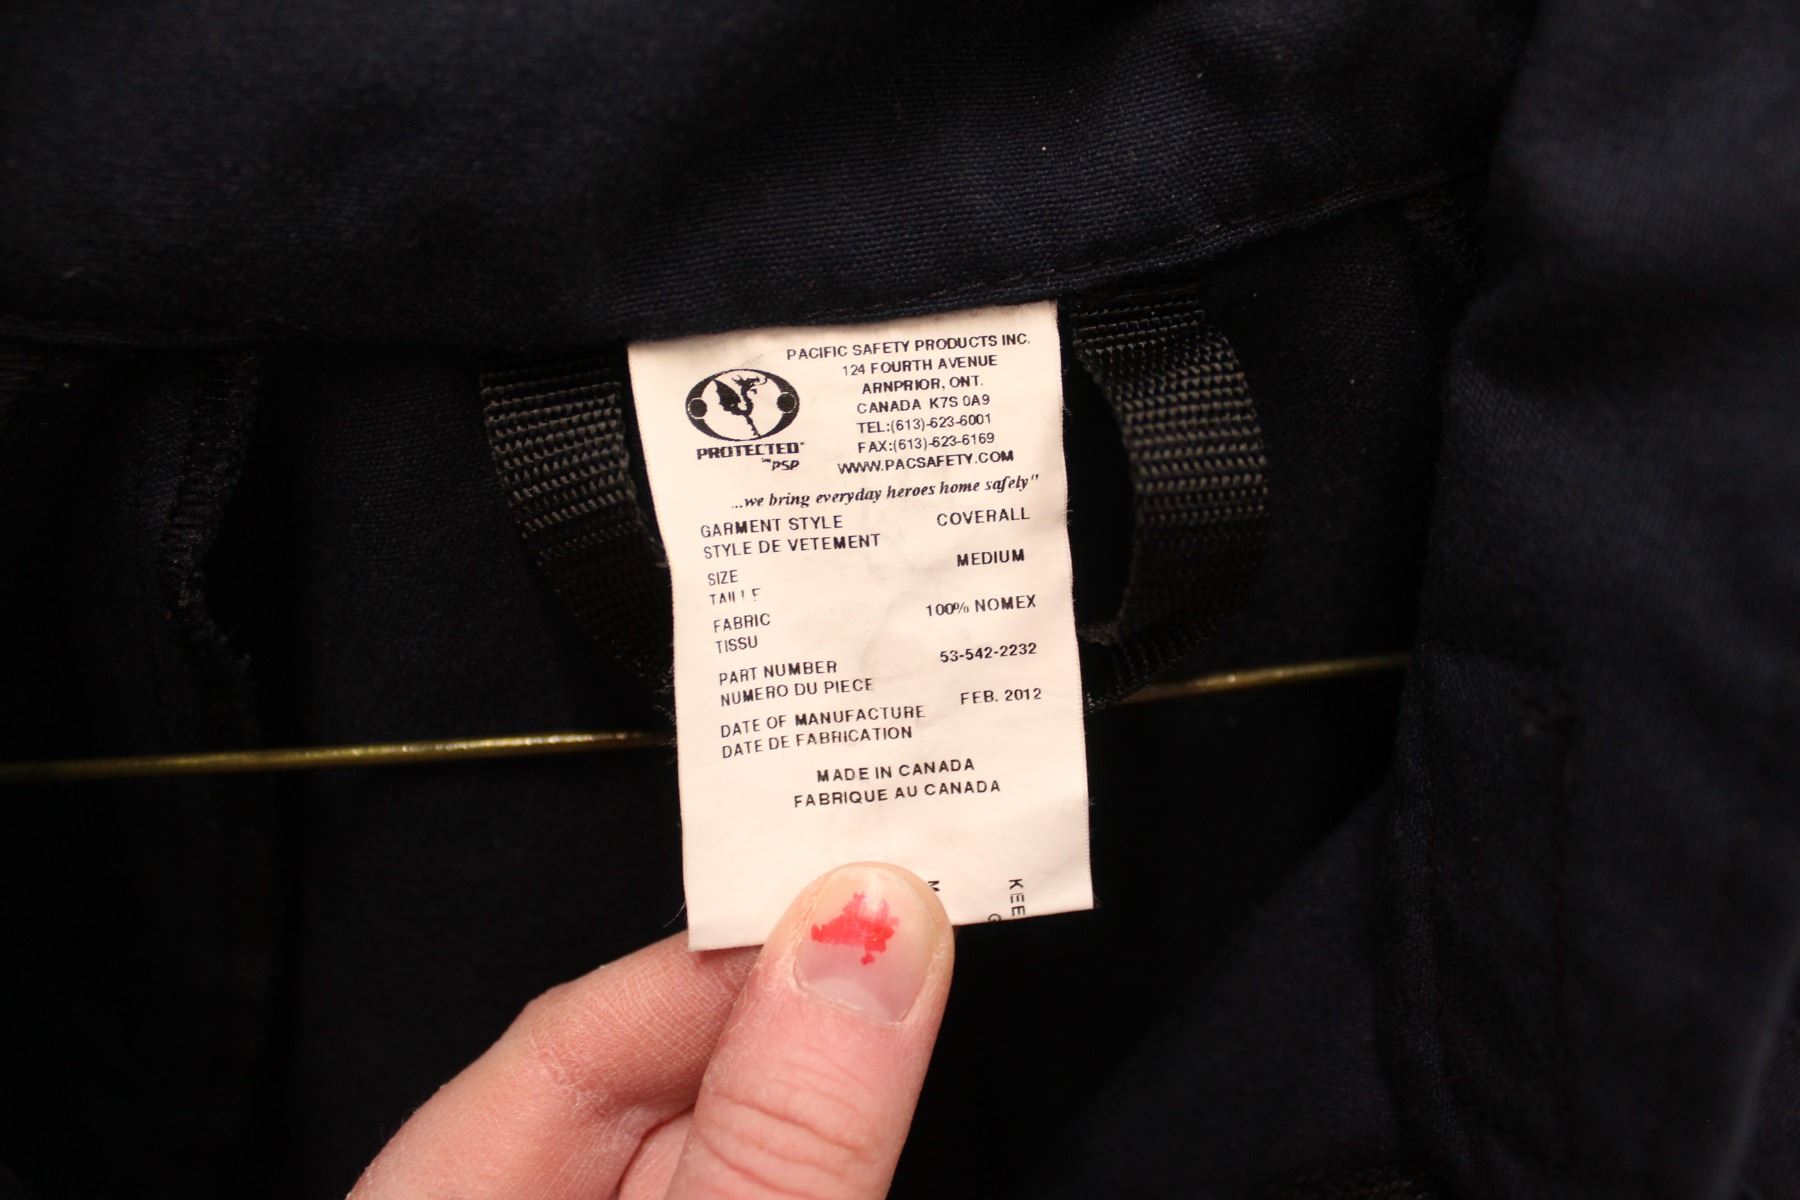 PACIFIC SAFETY PRODUCTS INC.
124 FOURTH AVENUE
ARNPRIOR, ONT.
CANADA K7S 0A9
TEL:(613)-623-6001
FAX:(613)-623-6169
WWW.PACSAFETY.COM
PROTECTED
by PSP
...we bring everyday heroes home safely"
GARMENT STYLE COVERALL
STYLE DE VETEMENT
SIZE MEDIUM
TAILLE
FABRIC 100% NOMEX
TISSU
PART NUMBER 53-542-2232
NUMERO DU PIECE
DATE OF MANUFACTURE FEB. 2012
DATE DE FABRICATION
MADE IN CANADA
FABRIQUE AU CANADA
KEE